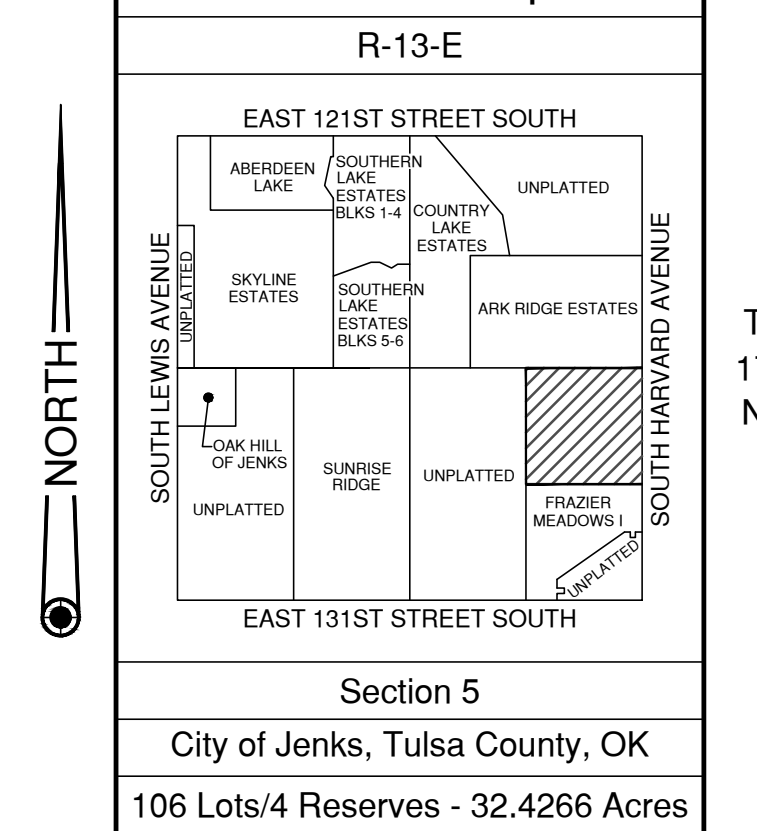 R-13-E
EAST 121ST STREET SOUTH
ABERDEEN
LAKE
SOUTHERN
LAKE
ESTATES
BLKS 1-4
UNPLATTED
COUNTRY
LAKE
ESTATES
UNPLATTED
SKYLINE
ESTATES
SOUTHERN
LAKE
ESTATES
BLKS 5-6
ARK RIDGE ESTATES
SOUTH LEWIS AVENUE
SOUTH HARVARD AVENUE
NORTH
OAK HILL
OF JENKS
UNPLATTED
SUNRISE
RIDGE
UNPLATTED
FRAZIER
MEADOWS I
UNPLATTED
EAST 131ST STREET SOUTH
Section 5
City of Jenks, Tulsa County, OK
106 Lots/4 Reserves - 32.4266 Acres